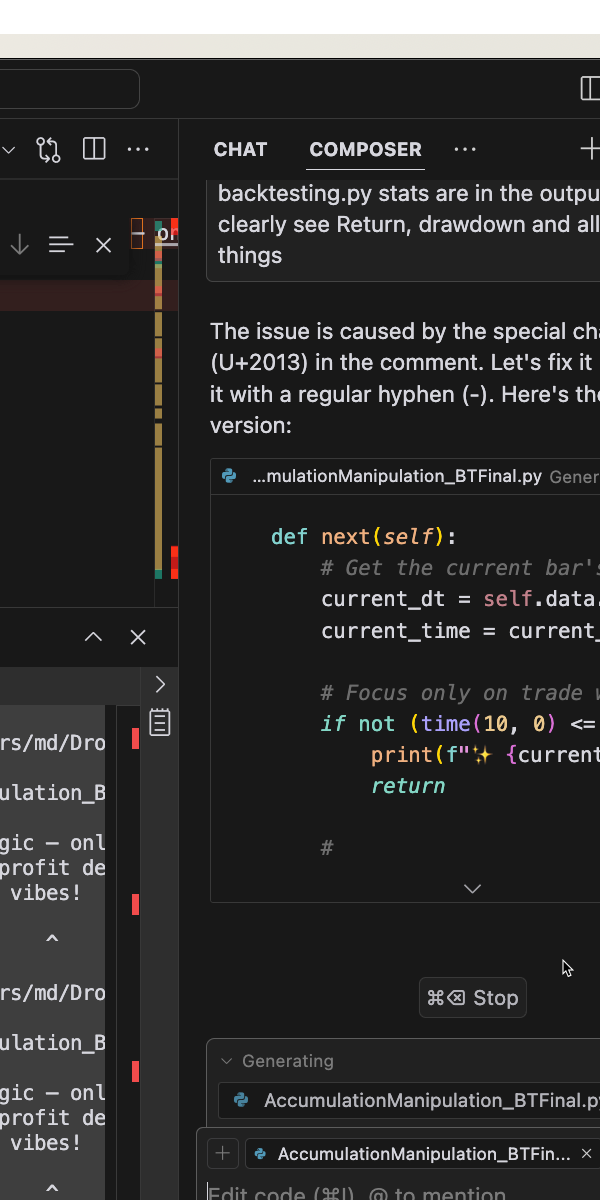 CHAT COMPOSER ...
backtesting.py stats are in the outpu
clearly see Return, drawdown and all
things
— on
The issue is caused by the special cha
(U+2013) in the comment. Let's fix it
it with a regular hyphen (-). Here's the
version:
...mulationManipulation_BTFinal.py Gener
def next(self):
# Get the current bar's
current_dt = self.data.
current_time = current_
# Focus only on trade w
if not (time(10, 0) <=
print(f"✨ {current
return
#
rs/md/Dro
ulation_B
gic — onl
profit de
vibes!
^
rs/md/Dro
ulation_B
gic — onl
profit de
vibes!
^
⌘⌫ Stop
Generating
AccumulationManipulation_BTFinal.p
+ AccumulationManipulation_BTFin... ×
Edit code (⌘I), @ to mention